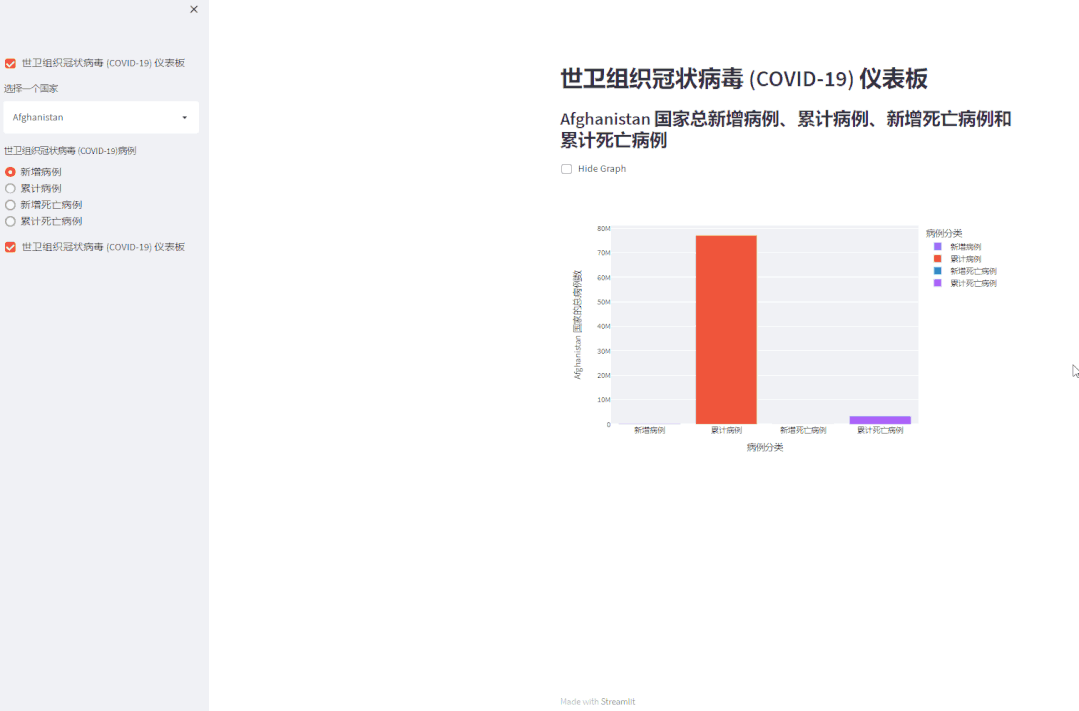 世卫组织冠状病毒 (COVID-19) 仪表板
选择一个国家
Afghanistan
世卫组织冠状病毒 (COVID-19)病例
新增病例
累计病例
新增死亡病例
累计死亡病例
世卫组织冠状病毒 (COVID-19) 仪表板
世卫组织冠状病毒 (COVID-19) 仪表板
Afghanistan 国家总新增病例、累计病例、新增死亡病例和
累计死亡病例
Hide Graph
80M
70M
60M
50M
40M
30M
20M
10M
0
Afghanistan 国家的总病例数
新增病例
累计病例
新增死亡病例
累计死亡病例
病例分类
病例分类
新增病例
累计病例
新增死亡病例
累计死亡病例
Made with Streamlit